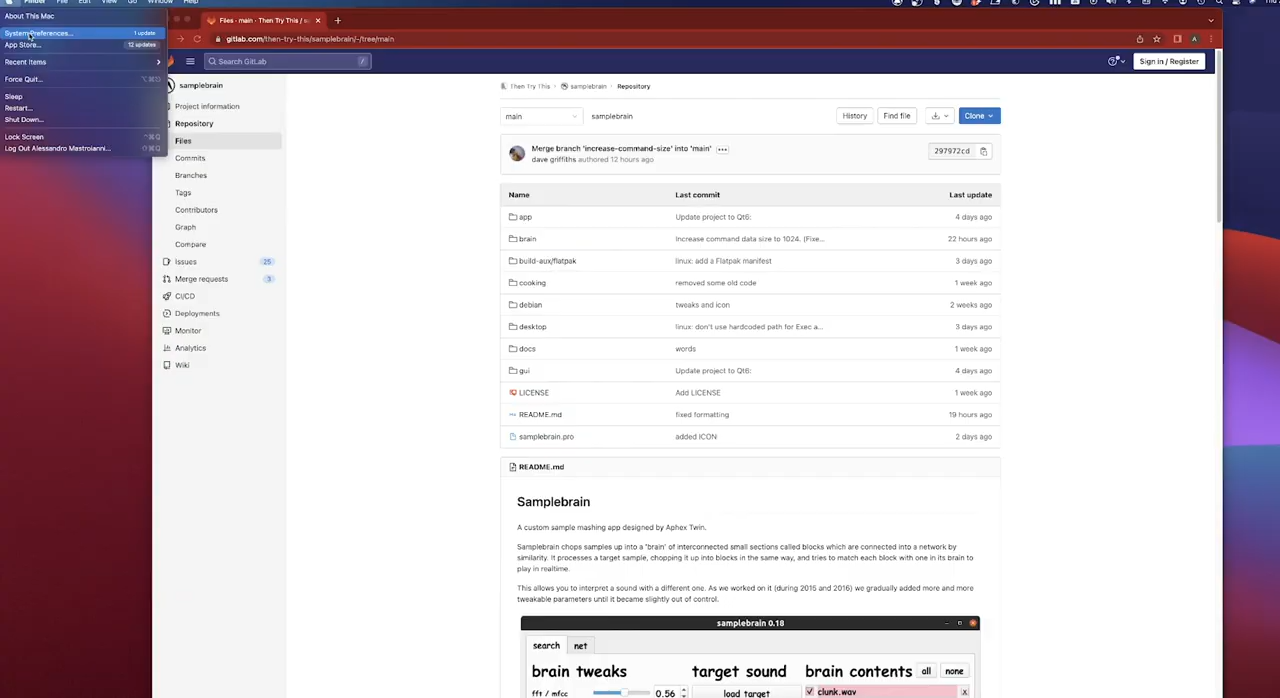 Finder File Edit View Go Window Help
About This Mac
System Preferences... 1 update
App Store... 12 updates
Recent Items
Force Quit...
Sleep
Restart...
Shut Down...
Lock Screen
Log Out Alessandro Mastroianni...
Files · main · Then Try This / s
gitlab.com/then-try-this/samplebrain/-/tree/main
Search GitLab /
Sign in / Register
samplebrain
Project information
Repository
Files
Commits
Branches
Tags
Contributors
Graph
Compare
Issues 25
Merge requests 3
CI/CD
Deployments
Monitor
Analytics
Wiki
Then Try This › samplebrain › Repository
main samplebrain History Find file Clone
Merge branch 'increase-command-size' into 'main' •••
dave griffiths authored 12 hours ago
297972cd
Name Last commit Last update
app Update project to Qt6: 4 days ago
brain Increase command data size to 1024. (Fixe... 22 hours ago
build-aux/flatpak linux: add a Flatpak manifest 3 days ago
cooking removed some old code 1 week ago
debian tweaks and icon 2 weeks ago
desktop linux: don't use hardcoded path for Exec a... 3 days ago
docs words 1 week ago
gui Update project to Qt6: 4 days ago
LICENSE Add LICENSE 1 week ago
README.md fixed formatting 19 hours ago
samplebrain.pro added ICON 2 days ago
README.md
Samplebrain
A custom sample mashing app designed by Aphex Twin.
Samplebrain chops samples up into a 'brain' of interconnected small sections called blocks which are connected into a network by
similarity. It processes a target sample, chopping it up into blocks in the same way, and tries to match each block with one in its brain to
play in realtime.
This allows you to interpret a sound with a different one. As we worked on it (during 2015 and 2016) we gradually added more and more
tweakable parameters until it became slightly out of control.
samplebrain 0.18
search net
brain tweaks target sound brain contents all none
fft / mfcc 0.56 load target clunk.wav x